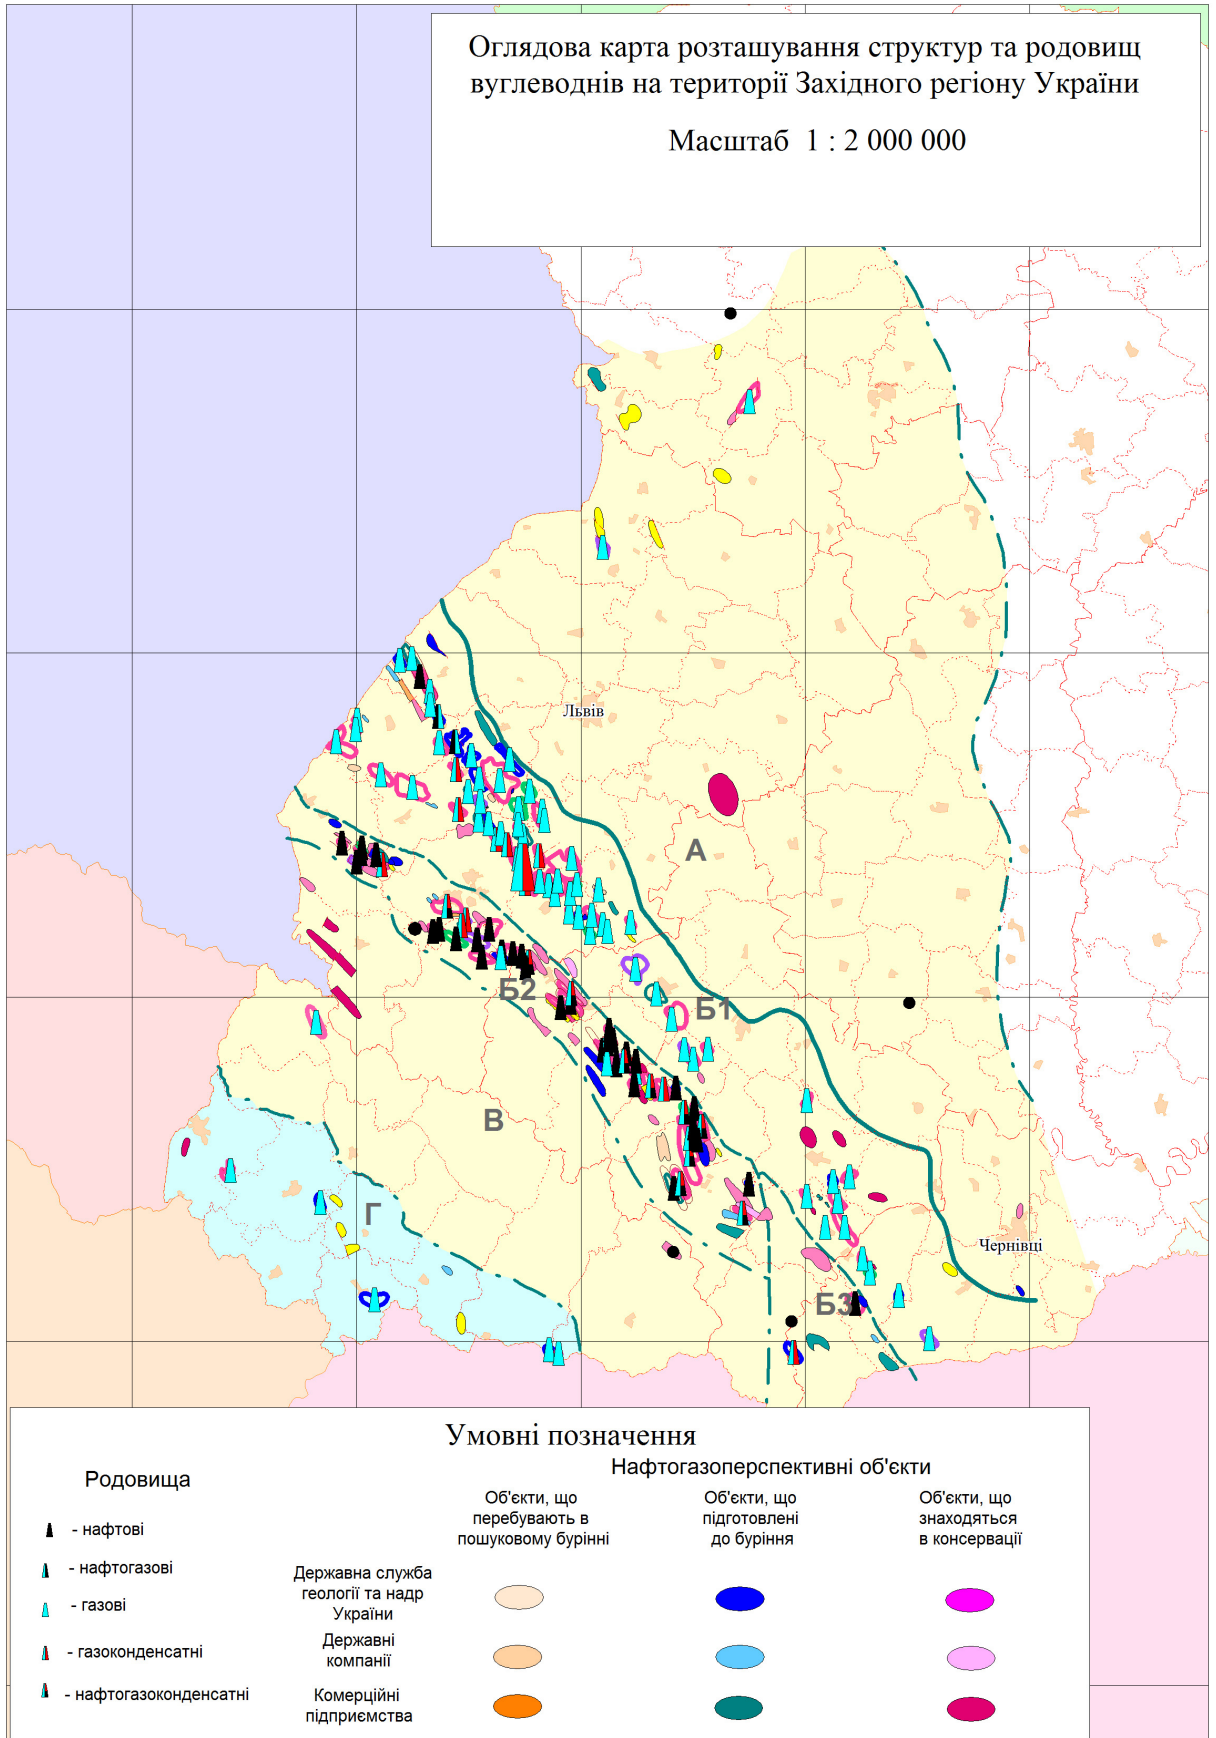 Оглядова карта розташування структур та родовищ
вуглеводнів на території Західного регіону України
Масштаб 1 : 2 000 000
Львів
А
Б2
Б1
В
Г
Чернівці
Б3
Умовні позначення
Родовища
Нафтогазоперспективні об'єкти
Об'єкти, що
перебувають в
пошуковому бурінні
Об'єкти, що
підготовлені
до буріння
Об'єкти, що
знаходяться
в консервації
- нафтові
- нафтогазові
- газові
- газоконденсатні
- нафтогазоконденсатні
Державна служба
геології та надр
України
Державні
компанії
Комерційні
підприємства